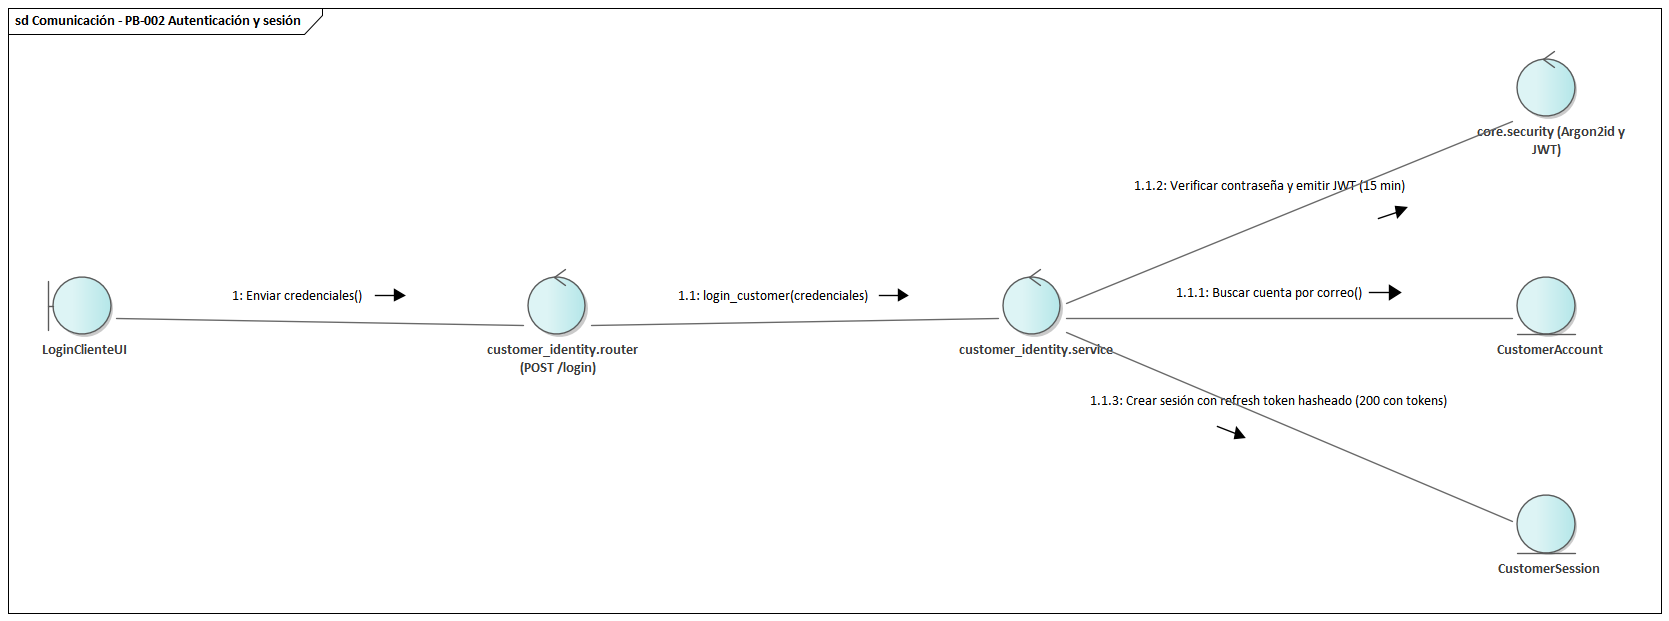 sd Comunicación - PB-002 Autenticación y sesión
core.security (Argon2id y
JWT)
1.1.2: Verificar contraseña y emitir JWT (15 min)
1: Enviar credenciales()
1.1: login_customer(credenciales)
1.1.1: Buscar cuenta por correo()
LoginClienteUI
customer_identity.router
(POST /login)
customer_identity.service
CustomerAccount
1.1.3: Crear sesión con refresh token hasheado (200 con tokens)
CustomerSession